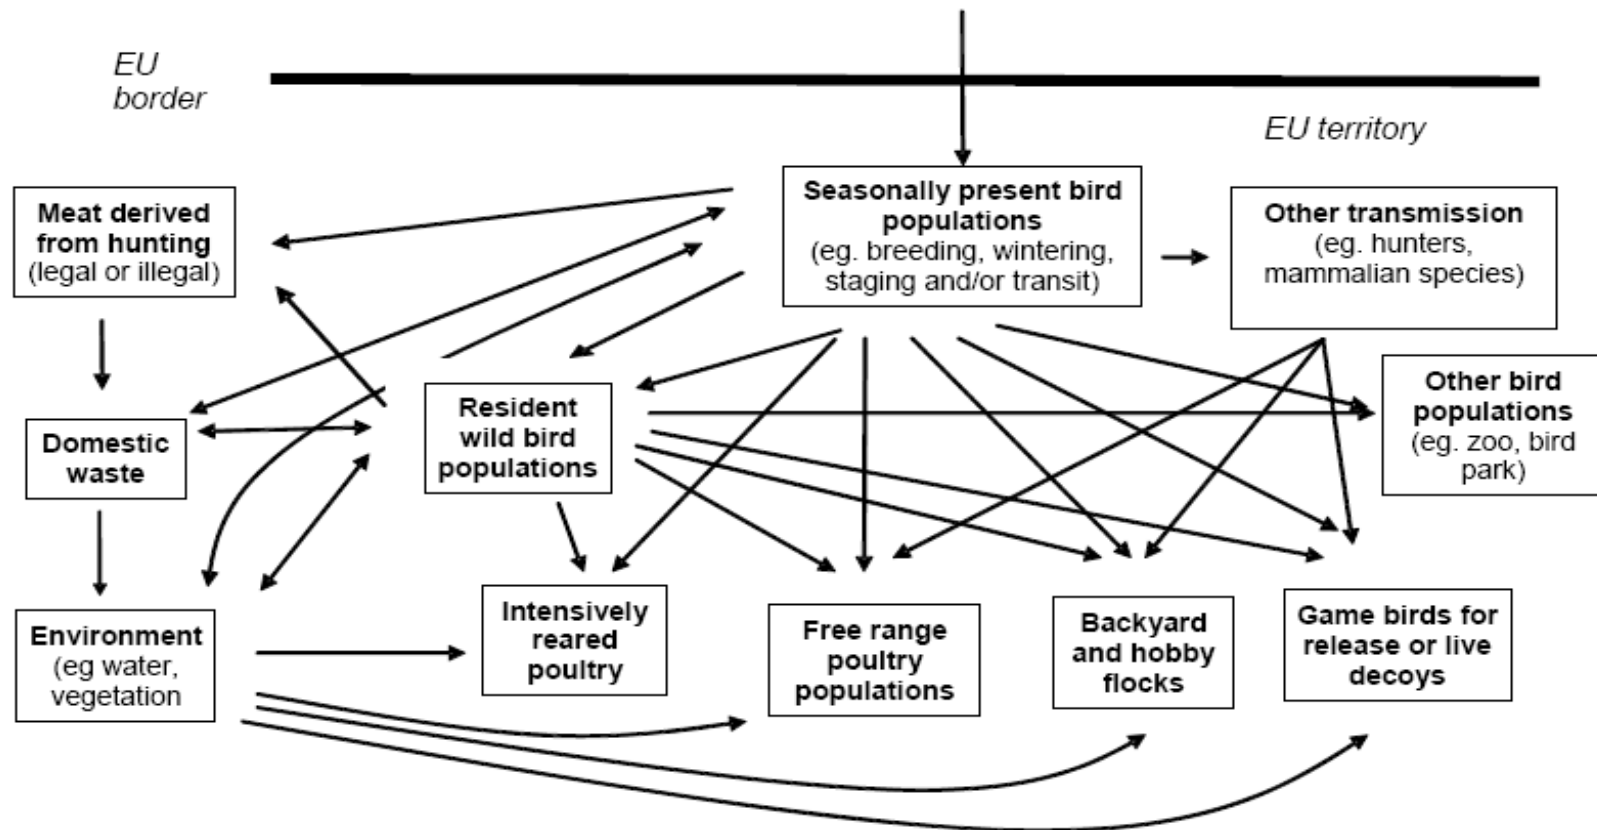 EU
border
EU territory
Seasonally present bird
populations
(eg. breeding, wintering,
staging and/or transit)
Meat derived
from hunting
(legal or illegal)
Other transmission
(eg. hunters,
mammalian species)
Other bird
populations
(eg. zoo, bird
park)
Resident
wild bird
populations
Domestic
waste
Environment
(eg water,
vegetation
Intensively
reared
poultry
Free range
poultry
populations
Backyard
and hobby
flocks
Game birds for
release or live
decoys